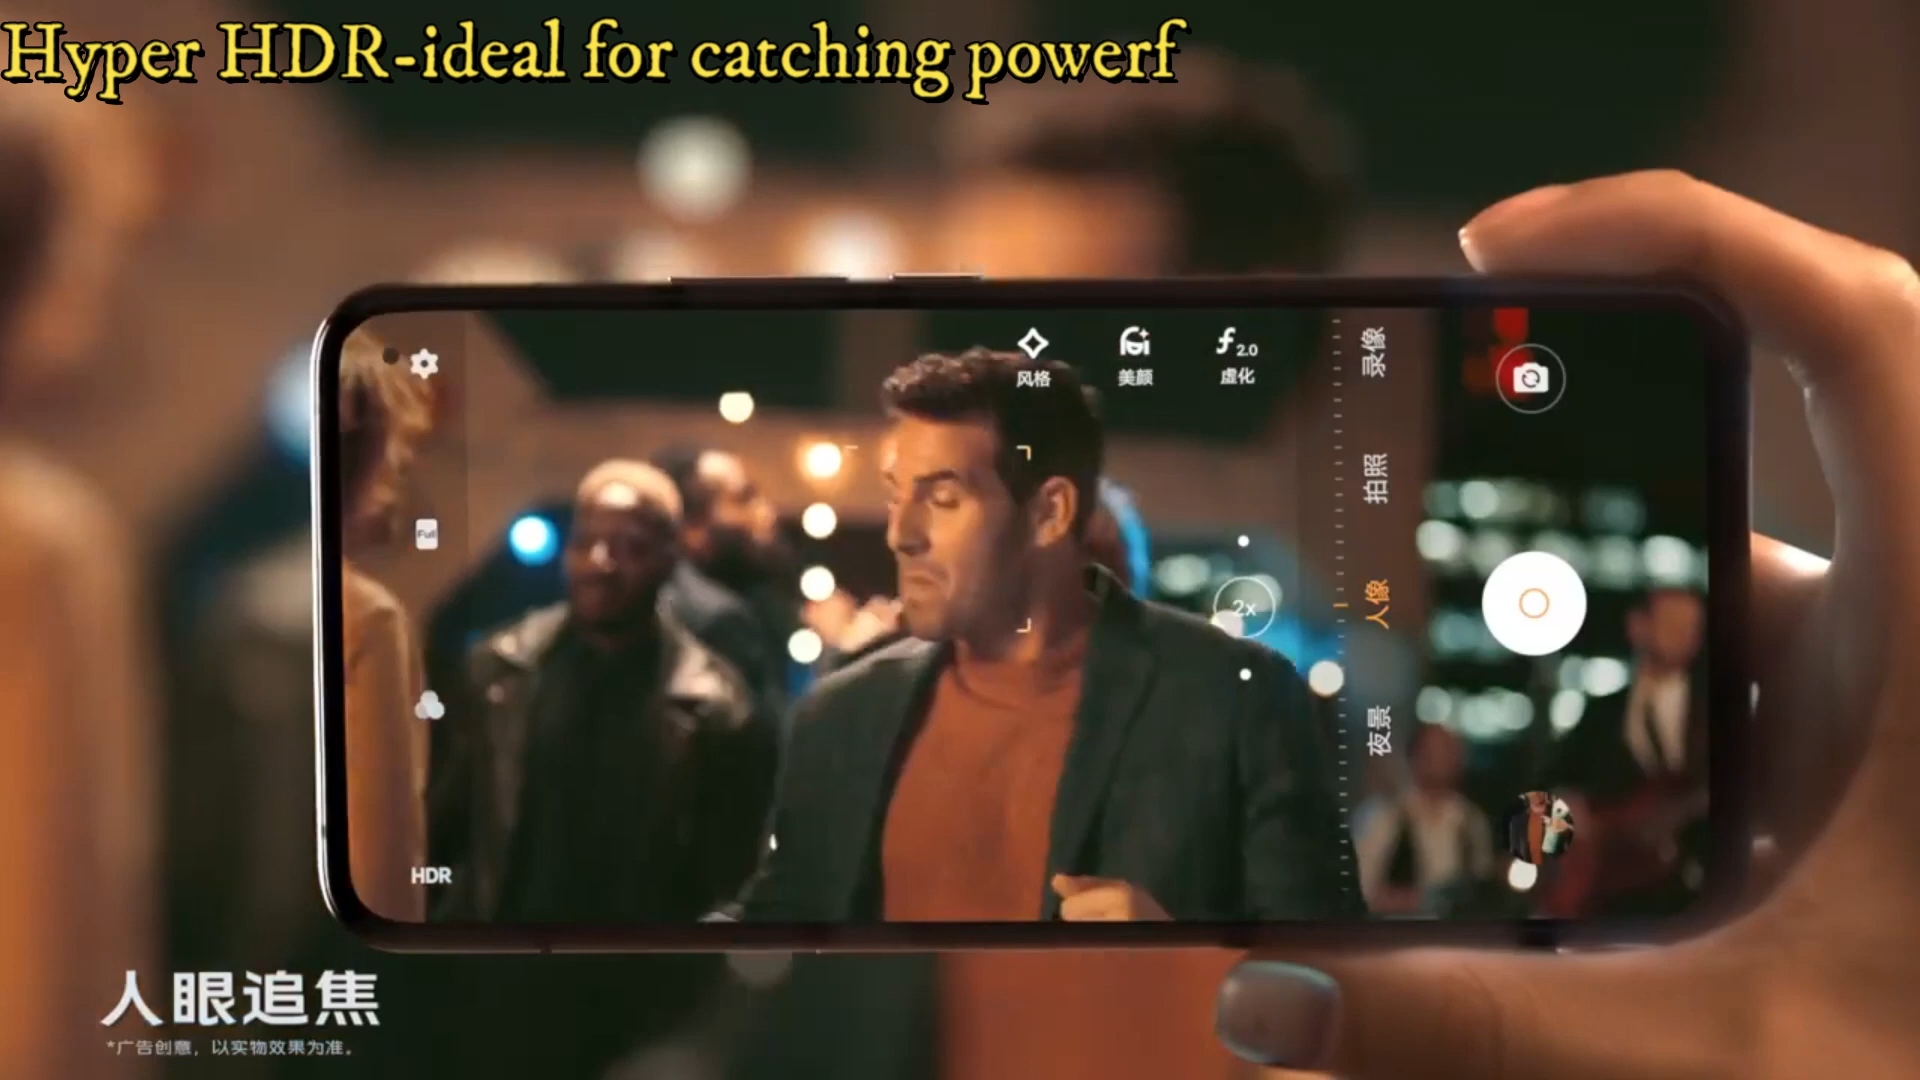 Hyper HDR-ideal for catching powerf
风格
美颜
f 2.0
虚化
录像
拍照
人像
夜景
Full
2x
HDR
人眼追焦
*广告创意，以实物效果为准。